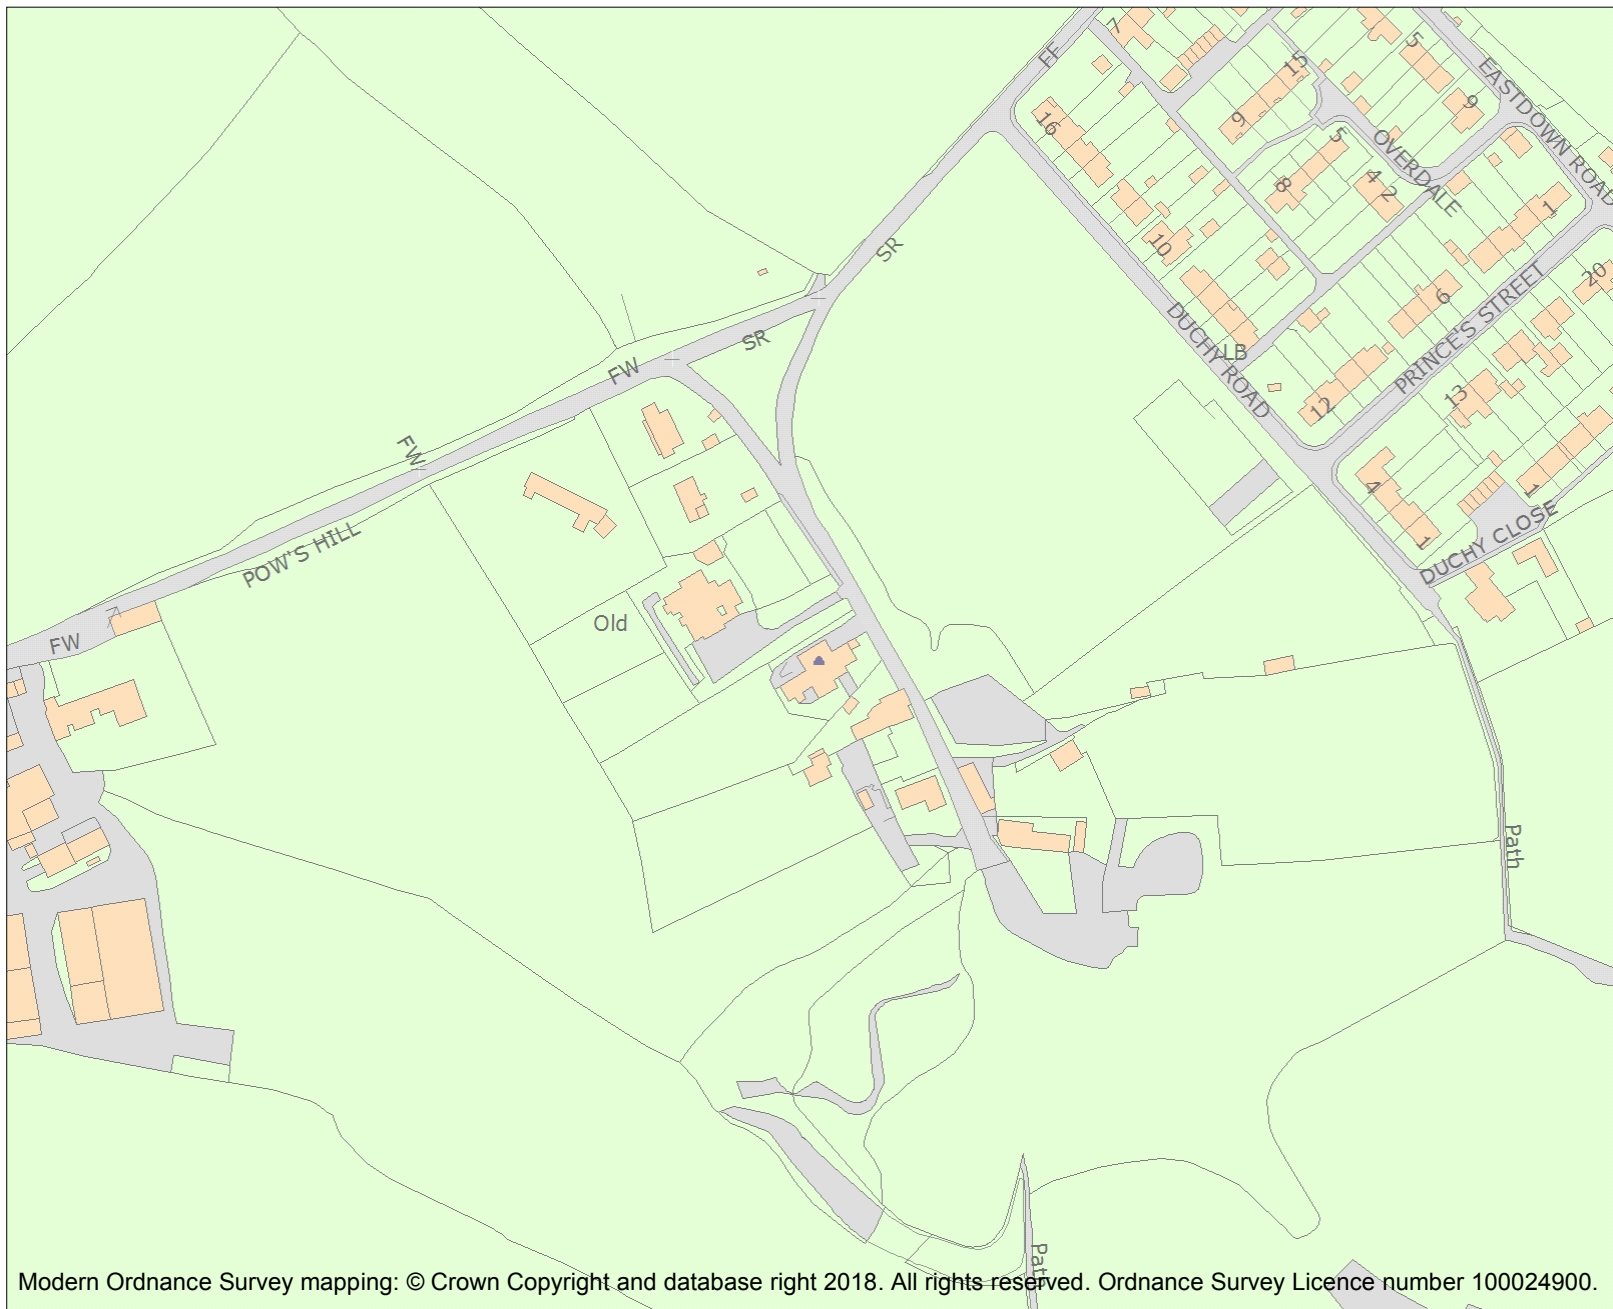 7
FF
5
EASTDOWN ROAD
15
9
9
16
5
OVERDALE
8
4
2
1
10
SR
20
6
PRINCE'S STREET
DUCHY ROAD
SR
LB
FW
12
13
FW
4
1
1
DUCHY CLOSE
POW'S HILL
Old
FW
Path
Path
Modern Ordnance Survey mapping: © Crown Copyright and database right 2018. All rights reserved. Ordnance Survey Licence number 100024900.